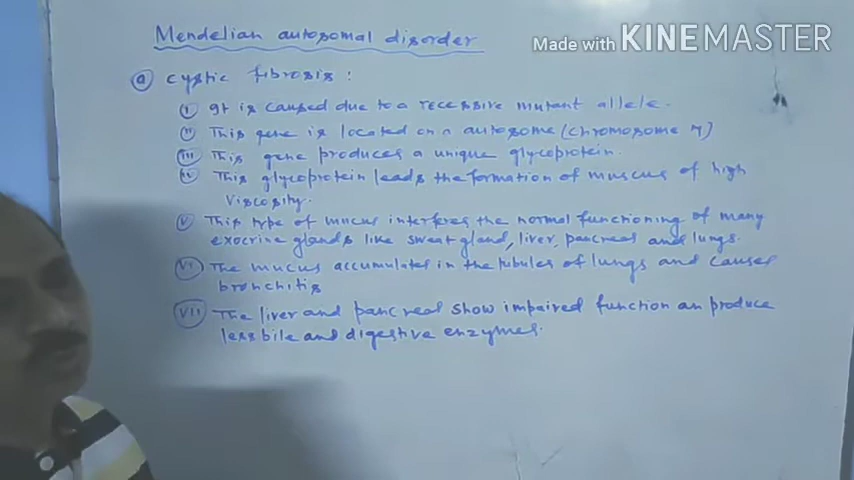 Mendelian autosomal disorder
Made with KINEMASTER
a cystic fibrosis :
i It is caused due to a recessive mutant allele.
ii This gene is located on a autosome (chromosome 7)
iii This gene produces a unique glycoprotein.
iv This glycoprotein leads the formation of muscus of high
viscosity.
v This type of mucus interferes the normal functioning of many
exocrine glands like sweat gland, liver, pancreas and lungs.
vi The mucus accumulates in the tubules of lungs and causes
bronchitis
vii The liver and pancreas show impaired function an produce
less bile and digestive enzymes.